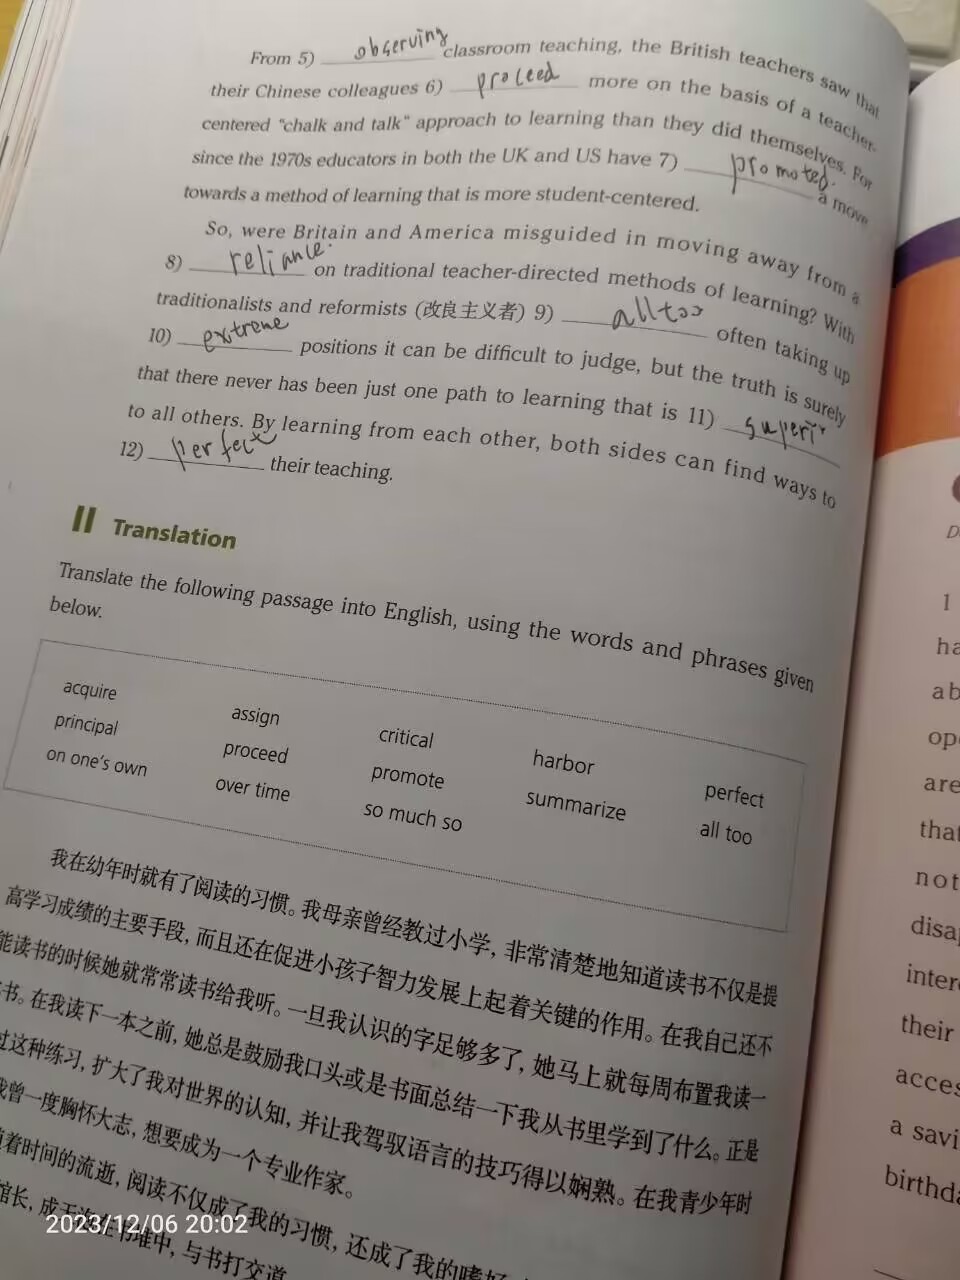 From 5) observing classroom teaching, the British teachers saw that
their Chinese colleagues 6) proceed more on the basis of a teacher-
centered "chalk and talk" approach to learning than they did themselves. For
since the 1970s educators in both the UK and US have 7) promoted. a move
towards a method of learning that is more student-centered.
So, were Britain and America misguided in moving away from a
8) reliance. on traditional teacher-directed methods of learning? With
traditionalists and reformists (改良主义者) 9) all too often taking up
10) extreme positions it can be difficult to judge, but the truth is surely
that there never has been just one path to learning that is 11)
to all others. By learning from each other, both sides can find ways to
12) perfect their teaching.
II Translation
Translate the following passage into English, using the words and phrases given
below.
acquire assign critical harbor perfect
principal proceed promote summarize all too
on one's own over time so much so
我在幼年时就有了阅读的习惯。我母亲曾经教过小学，非常清楚地知道读书不仅是提
高学习成绩的主要手段，而且还在促进小孩子智力发展上起着关键的作用。在我自己还不
能读书的时候她就常常读书给我听。一旦我认识的字足够多了，她马上就每周布置我读一
书。在我读下一本之前，她总是鼓励我口头或是书面总结一下我从书里学到了什么。正是
过这种练习，扩大了我对世界的认知，并让我驾驭语言的技巧得以娴熟。在我青少年时
我曾一度胸怀大志，想要成为一个专业作家。
随着时间的流逝，阅读不仅成了我的习惯，还成了我的嗜好
馆长，成天泡在书堆中，与书打交道
2023/12/06 20:02
1
ha
ab
op
are
that
not
disa
inter
their
acces
a savi
birthda